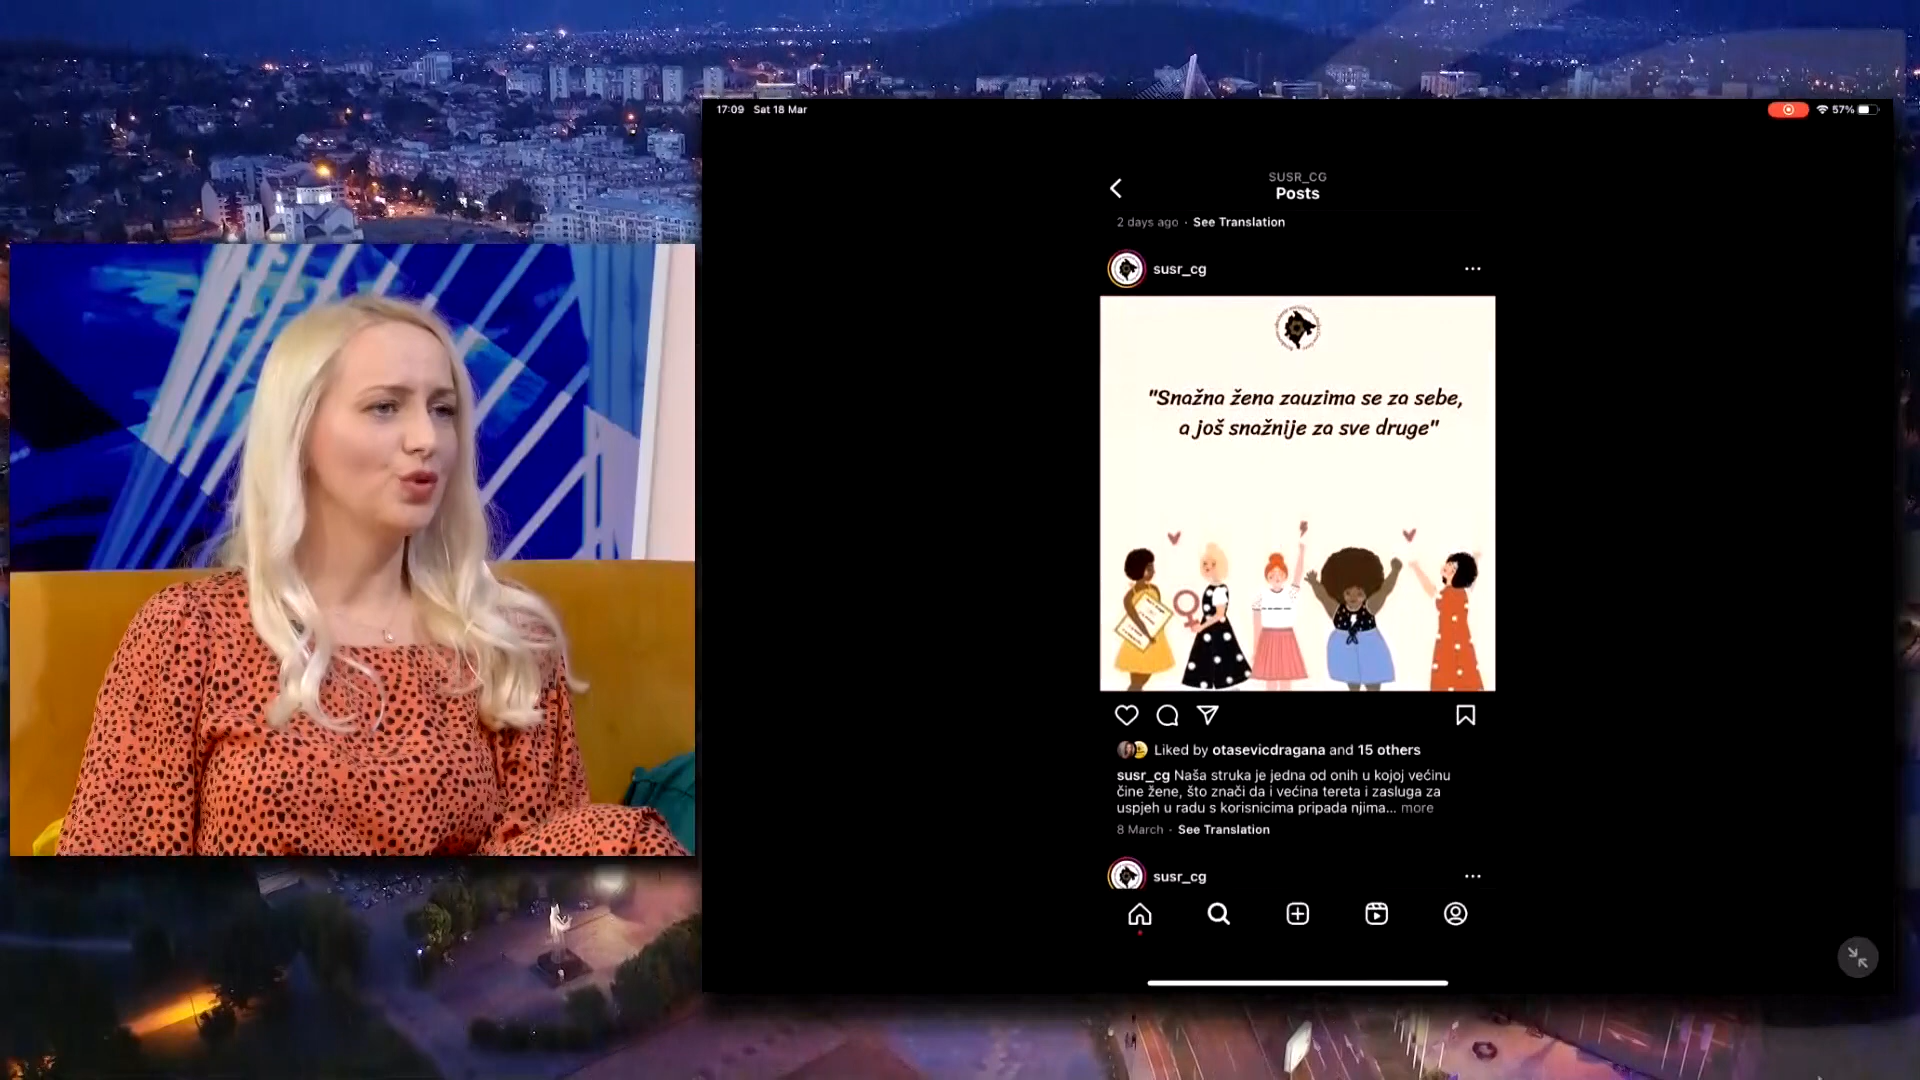 17:09 Sat 18 Mar
57%
SUSR_CG
Posts
2 days ago · See Translation
susr_cg
"Snažna žena zauzima se za sebe,
a još snažnije za sve druge"
Liked by otasevicdragana and 15 others
susr_cg Naša struka je jedna od onih u kojoj većinu
čine žene, što znači da i većina tereta i zasluga za
uspjeh u radu s korisnicima pripada njima... more
8 March · See Translation
susr_cg